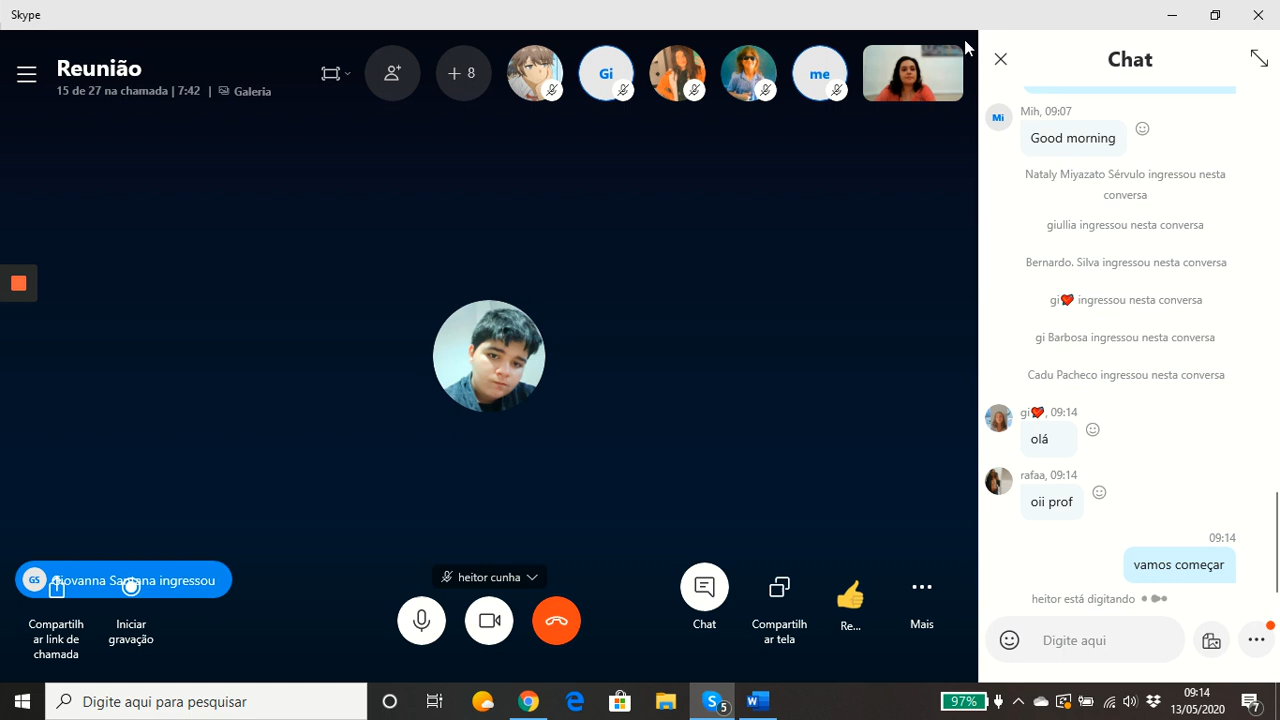 Skype
Reunião
15 de 27 na chamada | 7:42 | Galeria
+ 8
Gi
me
Chat
Mih, 09:07
Mi
Good morning
Nataly Miyazato Sérvulo ingressou nesta
conversa
giullia ingressou nesta conversa
Bernardo. Silva ingressou nesta conversa
gi❤ ingressou nesta conversa
gi Barbosa ingressou nesta conversa
Cadu Pacheco ingressou nesta conversa
gi❤, 09:14
olá
rafaa, 09:14
oii prof
09:14
vamos começar
heitor está digitando
Digite aqui
GS
Giovanna Santana ingressou
heitor cunha
Compartilh
ar link de
chamada
Iniciar
gravação
Chat
Compartilh
ar tela
Re...
Mais
Digite aqui para pesquisar
5
97%
09:14
13/05/2020
7